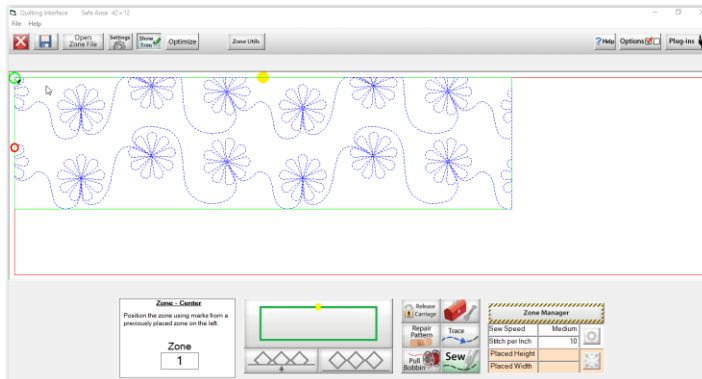 Quilting Interface Safe Area 42 x 12
File Help
Open
Zone File
Settings
Show
Trim
Optimize
Zone Utils
?Help
Options
Plug-ins
Zone - Center
Position the zone using marks from a
previously placed zone on the left.
Zone
1
Release
Carriage
Repair
Pattern
Trace
Pull
Bobbin
Sew
Zone Manager
Sew Speed Medium
Stitch per Inch 10
Placed Height
Placed Width